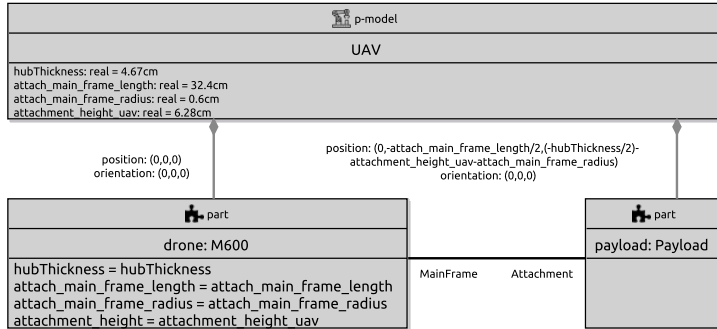 p-model
UAV
hubThickness: real = 4.67cm
attach_main_frame_length: real = 32.4cm
attach_main_frame_radius: real = 0.6cm
attachment_height_uav: real = 6.28cm
position: (0,0,0)
orientation: (0,0,0)
position: (0,-attach_main_frame_length/2,(-hubThickness/2)-
attachment_height_uav-attach_main_frame_radius)
orientation: (0,0,0)
part
drone: M600
hubThickness = hubThickness
attach_main_frame_length = attach_main_frame_length
attach_main_frame_radius = attach_main_frame_radius
attachment_height = attachment_height_uav
MainFrame
Attachment
part
payload: Payload